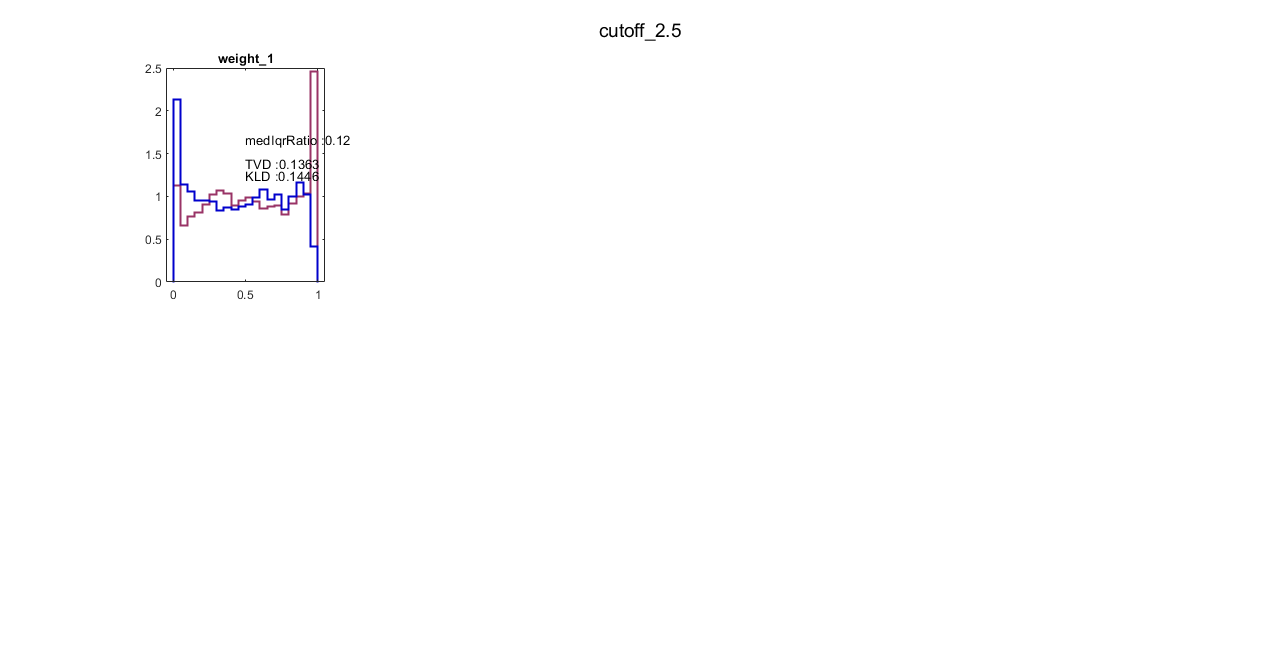 cutoff_2.5
weight_1
2.5
2
1.5
1
0.5
0
0 0.5 1
medIqrRatio :0.12
TVD :0.1363
KLD :0.1446